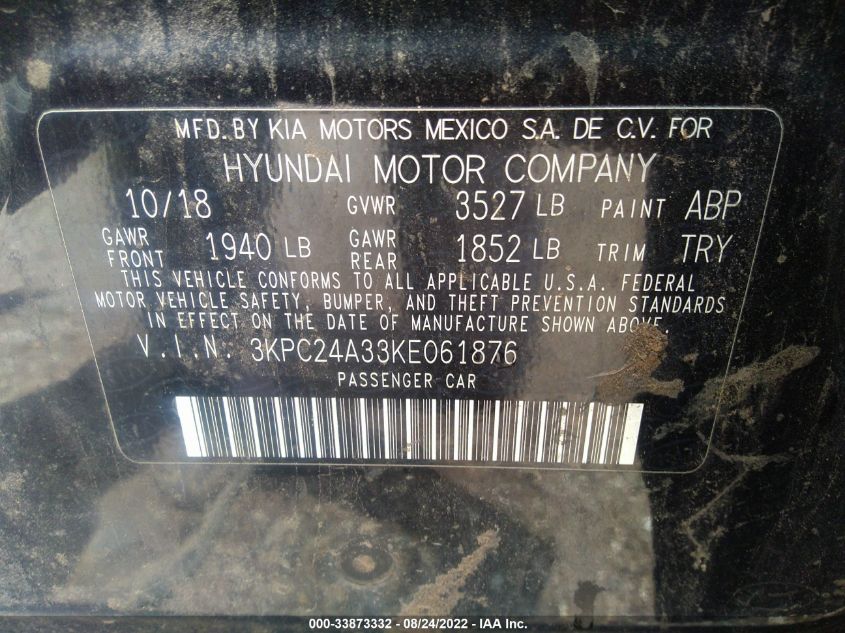 MFD. BY KIA MOTORS MEXICO S.A. DE C.V. FOR
HYUNDAI MOTOR COMPANY
10/18 GVWR 3527 LB PAINT ABP
GAWR FRONT 1940 LB GAWR REAR 1852 LB TRIM TRY
THIS VEHICLE CONFORMS TO ALL APPLICABLE U.S.A. FEDERAL
MOTOR VEHICLE SAFETY, BUMPER, AND THEFT PREVENTION STANDARDS
IN EFFECT ON THE DATE OF MANUFACTURE SHOWN ABOVE.
V.I.N. 3KPC24A33KE061876
PASSENGER CAR
000-33873332 - 08/24/2022 - IAA Inc.